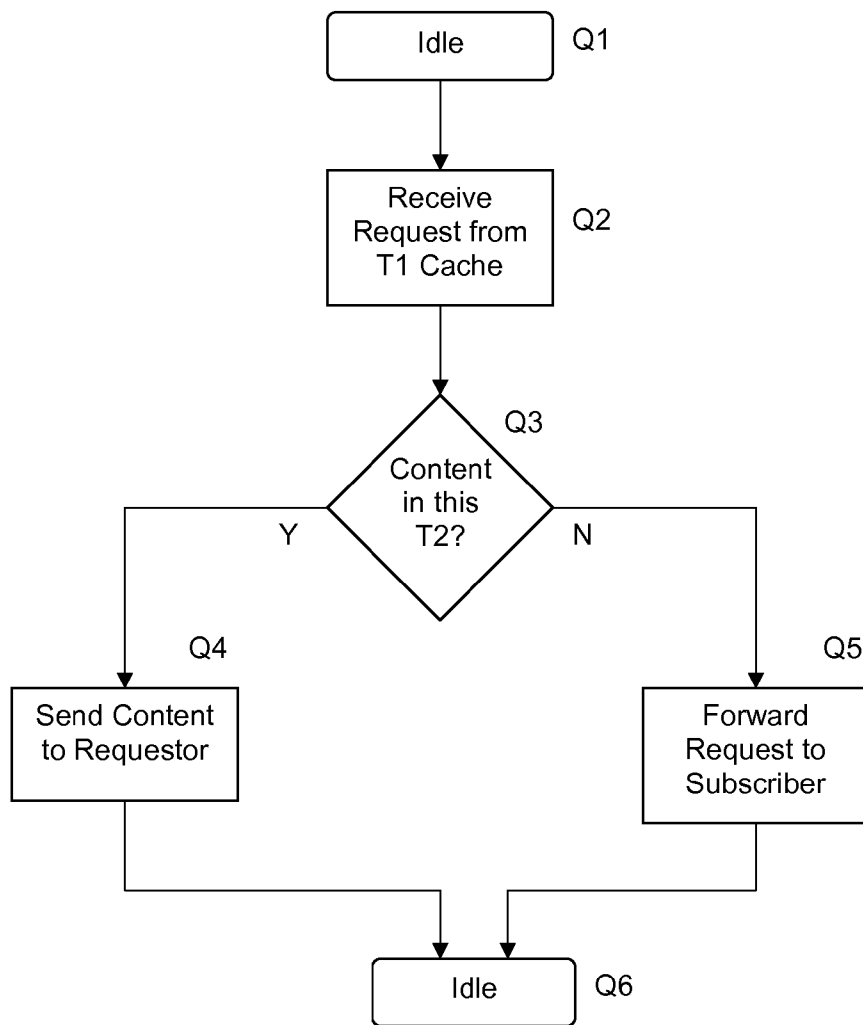 Idle
Q1
Receive
Request from
T1 Cache
Q2
Q3
Content
in this
T2?
Y
N
Q4
Q5
Send Content
to Requestor
Forward
Request to
Subscriber
Idle
Q6